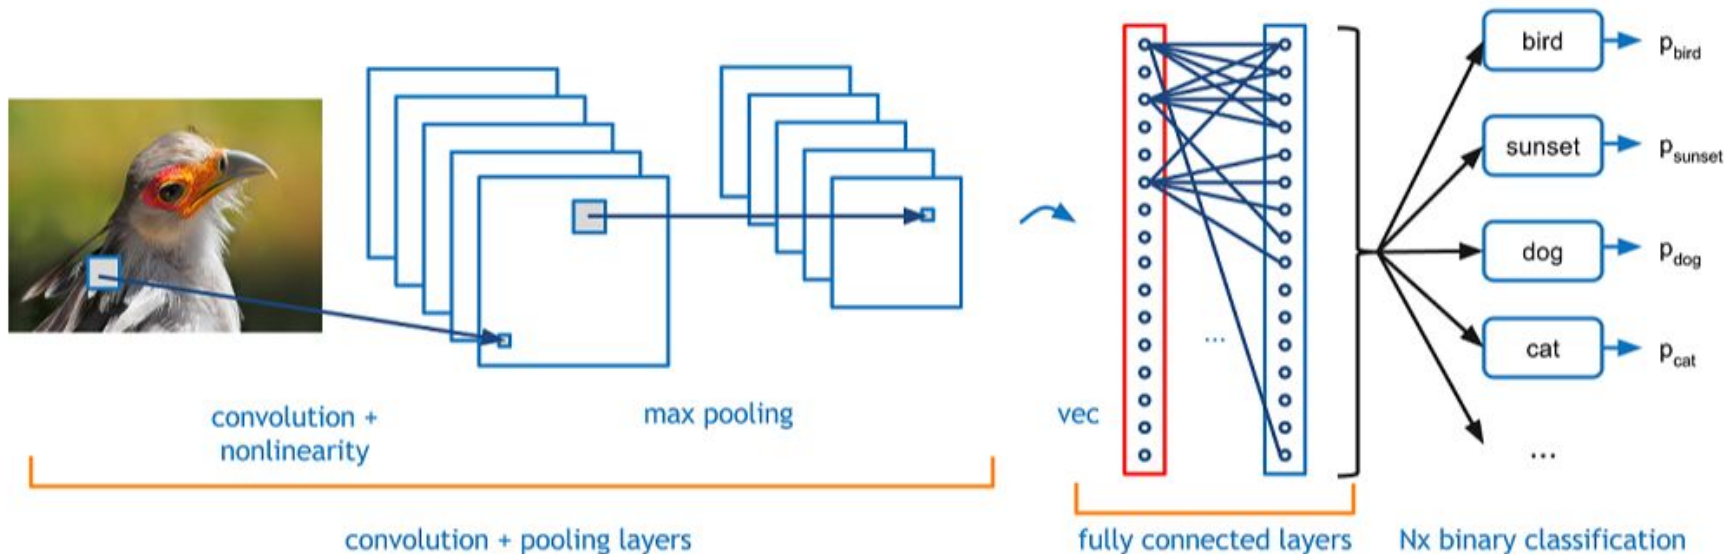 convolution +
nonlinearity
max pooling
vec
...
bird
p_bird
sunset
p_sunset
dog
p_dog
cat
p_cat
...
convolution + pooling layers
fully connected layers
Nx binary classification